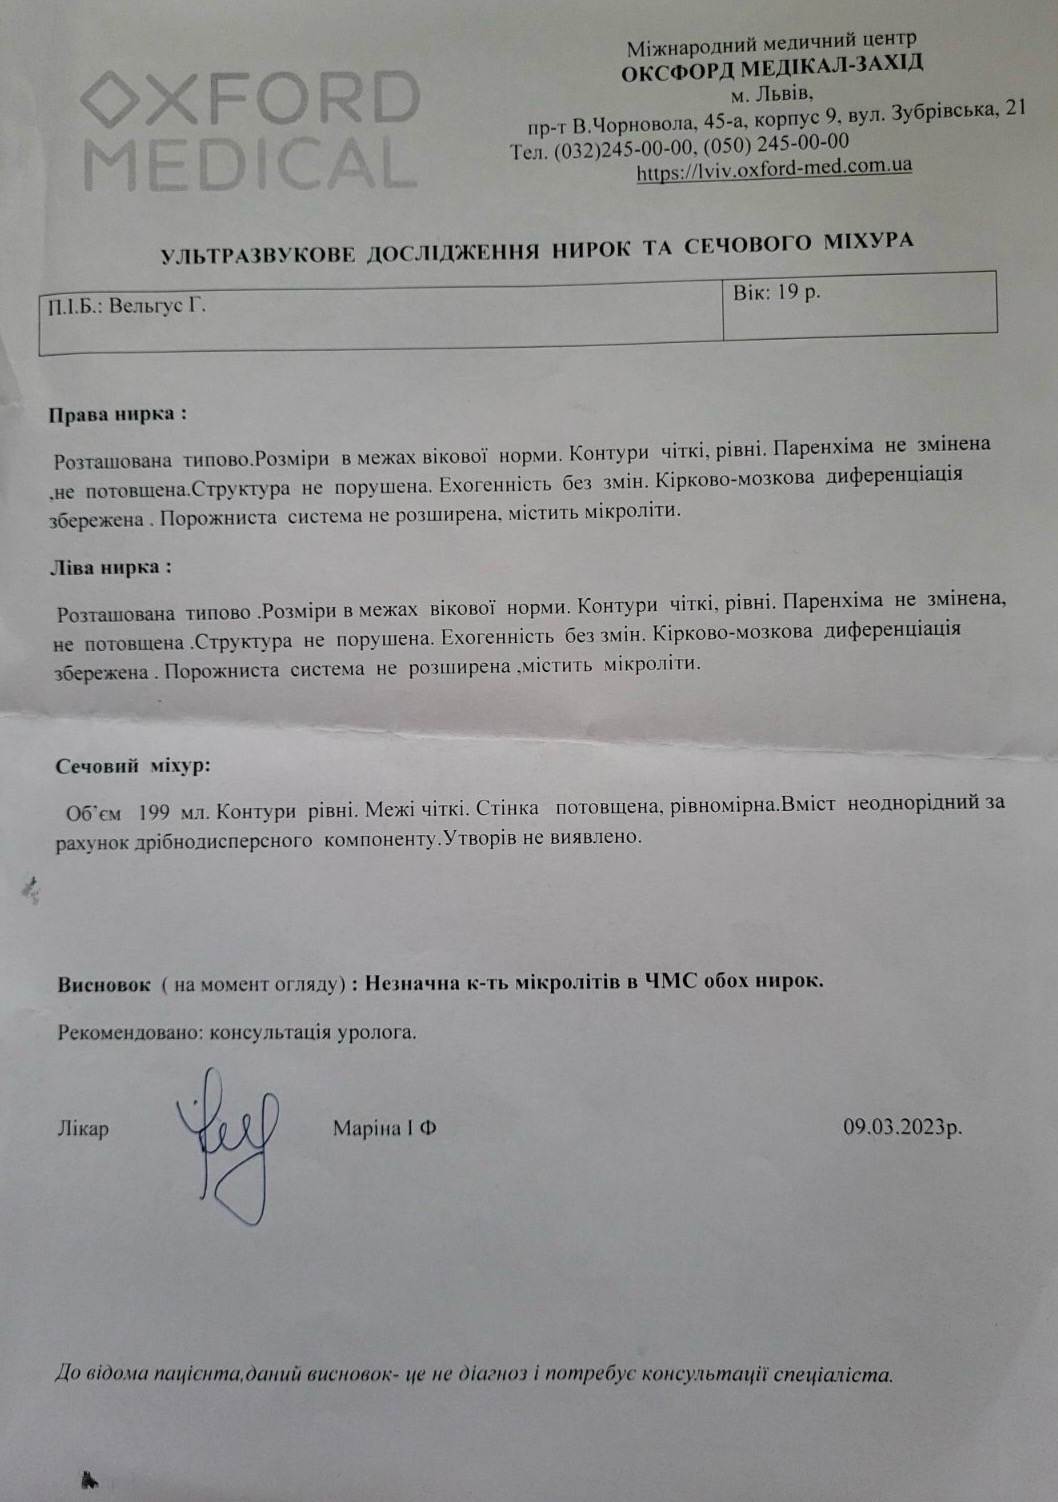 OXFORD
MEDICAL
Міжнародний медичний центр
ОКСФОРД МЕДІКАЛ-ЗАХІД
м. Львів,
пр-т В.Чорновола, 45-а, корпус 9, вул. Зубрівська, 21
Тел. (032)245-00-00, (050) 245-00-00
https://lviv.oxford-med.com.ua
УЛЬТРАЗВУКОВЕ ДОСЛІДЖЕННЯ НИРОК ТА СЕЧОВОГО МІХУРА
П.І.Б.: Вельгус Г.
Вік: 19 р.
Права нирка :
Розташована типово.Розміри в межах вікової норми. Контури чіткі, рівні. Паренхіма не змінена
,не потовщена.Структура не порушена. Ехогенність без змін. Кірково-мозкова диференціація
збережена . Порожниста система не розширена, містить мікроліти.
Ліва нирка :
Розташована типово .Розміри в межах вікової норми. Контури чіткі, рівні. Паренхіма не змінена,
не потовщена .Структура не порушена. Ехогенність без змін. Кірково-мозкова диференціація
збережена . Порожниста система не розширена ,містить мікроліти.
Сечовий міхур:
Об'єм 199 мл. Контури рівні. Межі чіткі. Стінка потовщена, рівномірна.Вміст неоднорідний за
рахунок дрібнодисперсного компоненту.Утворів не виявлено.
Висновок ( на момент огляду) : Незначна к-ть мікролітів в ЧМС обох нирок.
Рекомендовано: консультація уролога.
Лікар Маріна І Ф 09.03.2023р.
До відома пацієнта,даний висновок- це не діагноз і потребує консультації спеціаліста.